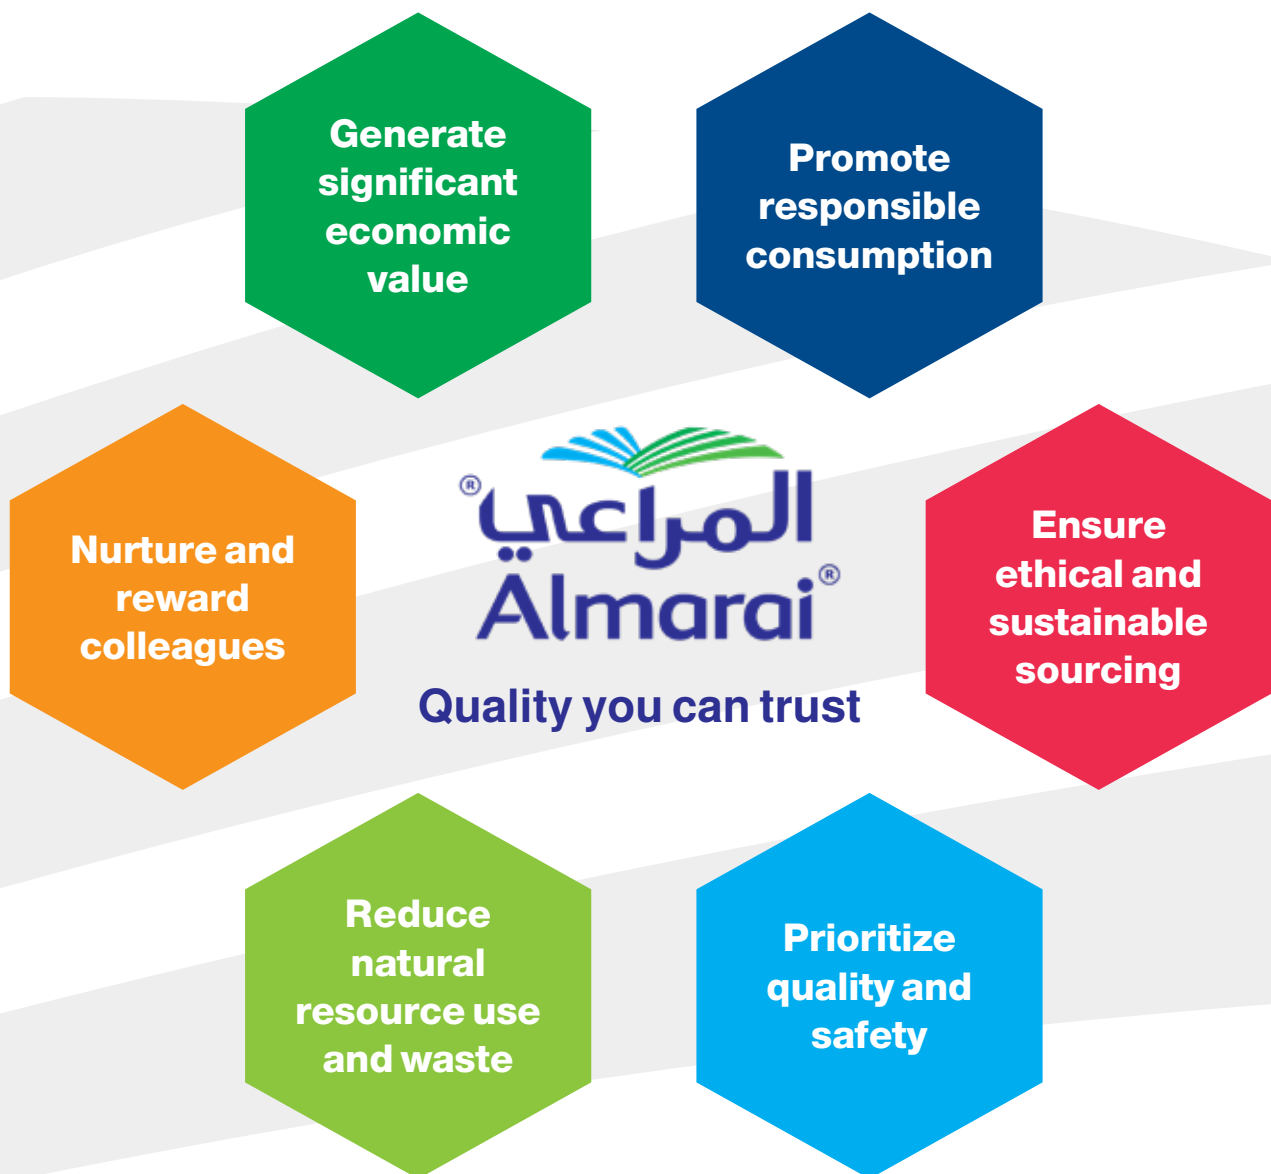 Generate
significant
economic
value
Promote
responsible
consumption
Nurture and
reward
colleagues
المراعي®
Almarai®
Quality you can trust
Ensure
ethical and
sustainable
sourcing
Reduce
natural
resource use
and waste
Prioritize
quality and
safety